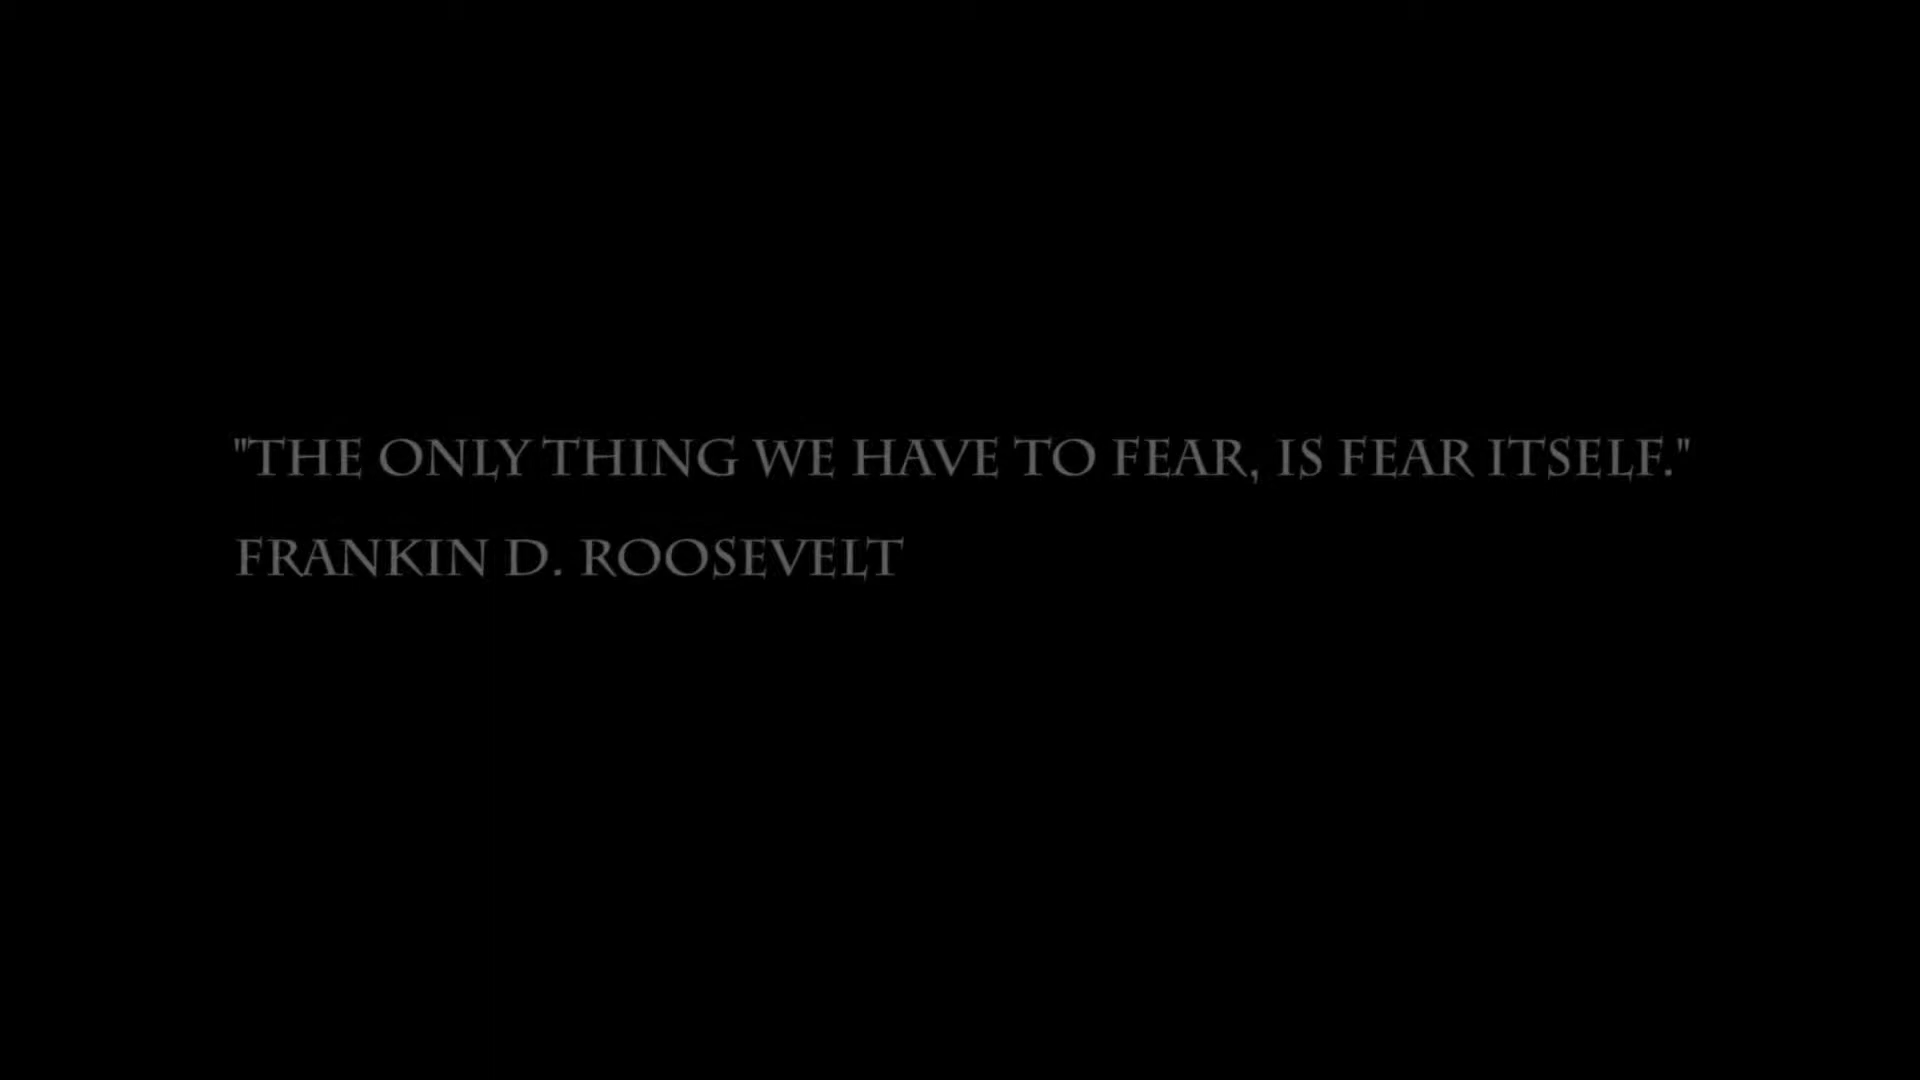 "THE ONLY THING WE HAVE TO FEAR, IS FEAR ITSELF."
FRANKIN D. ROOSEVELT